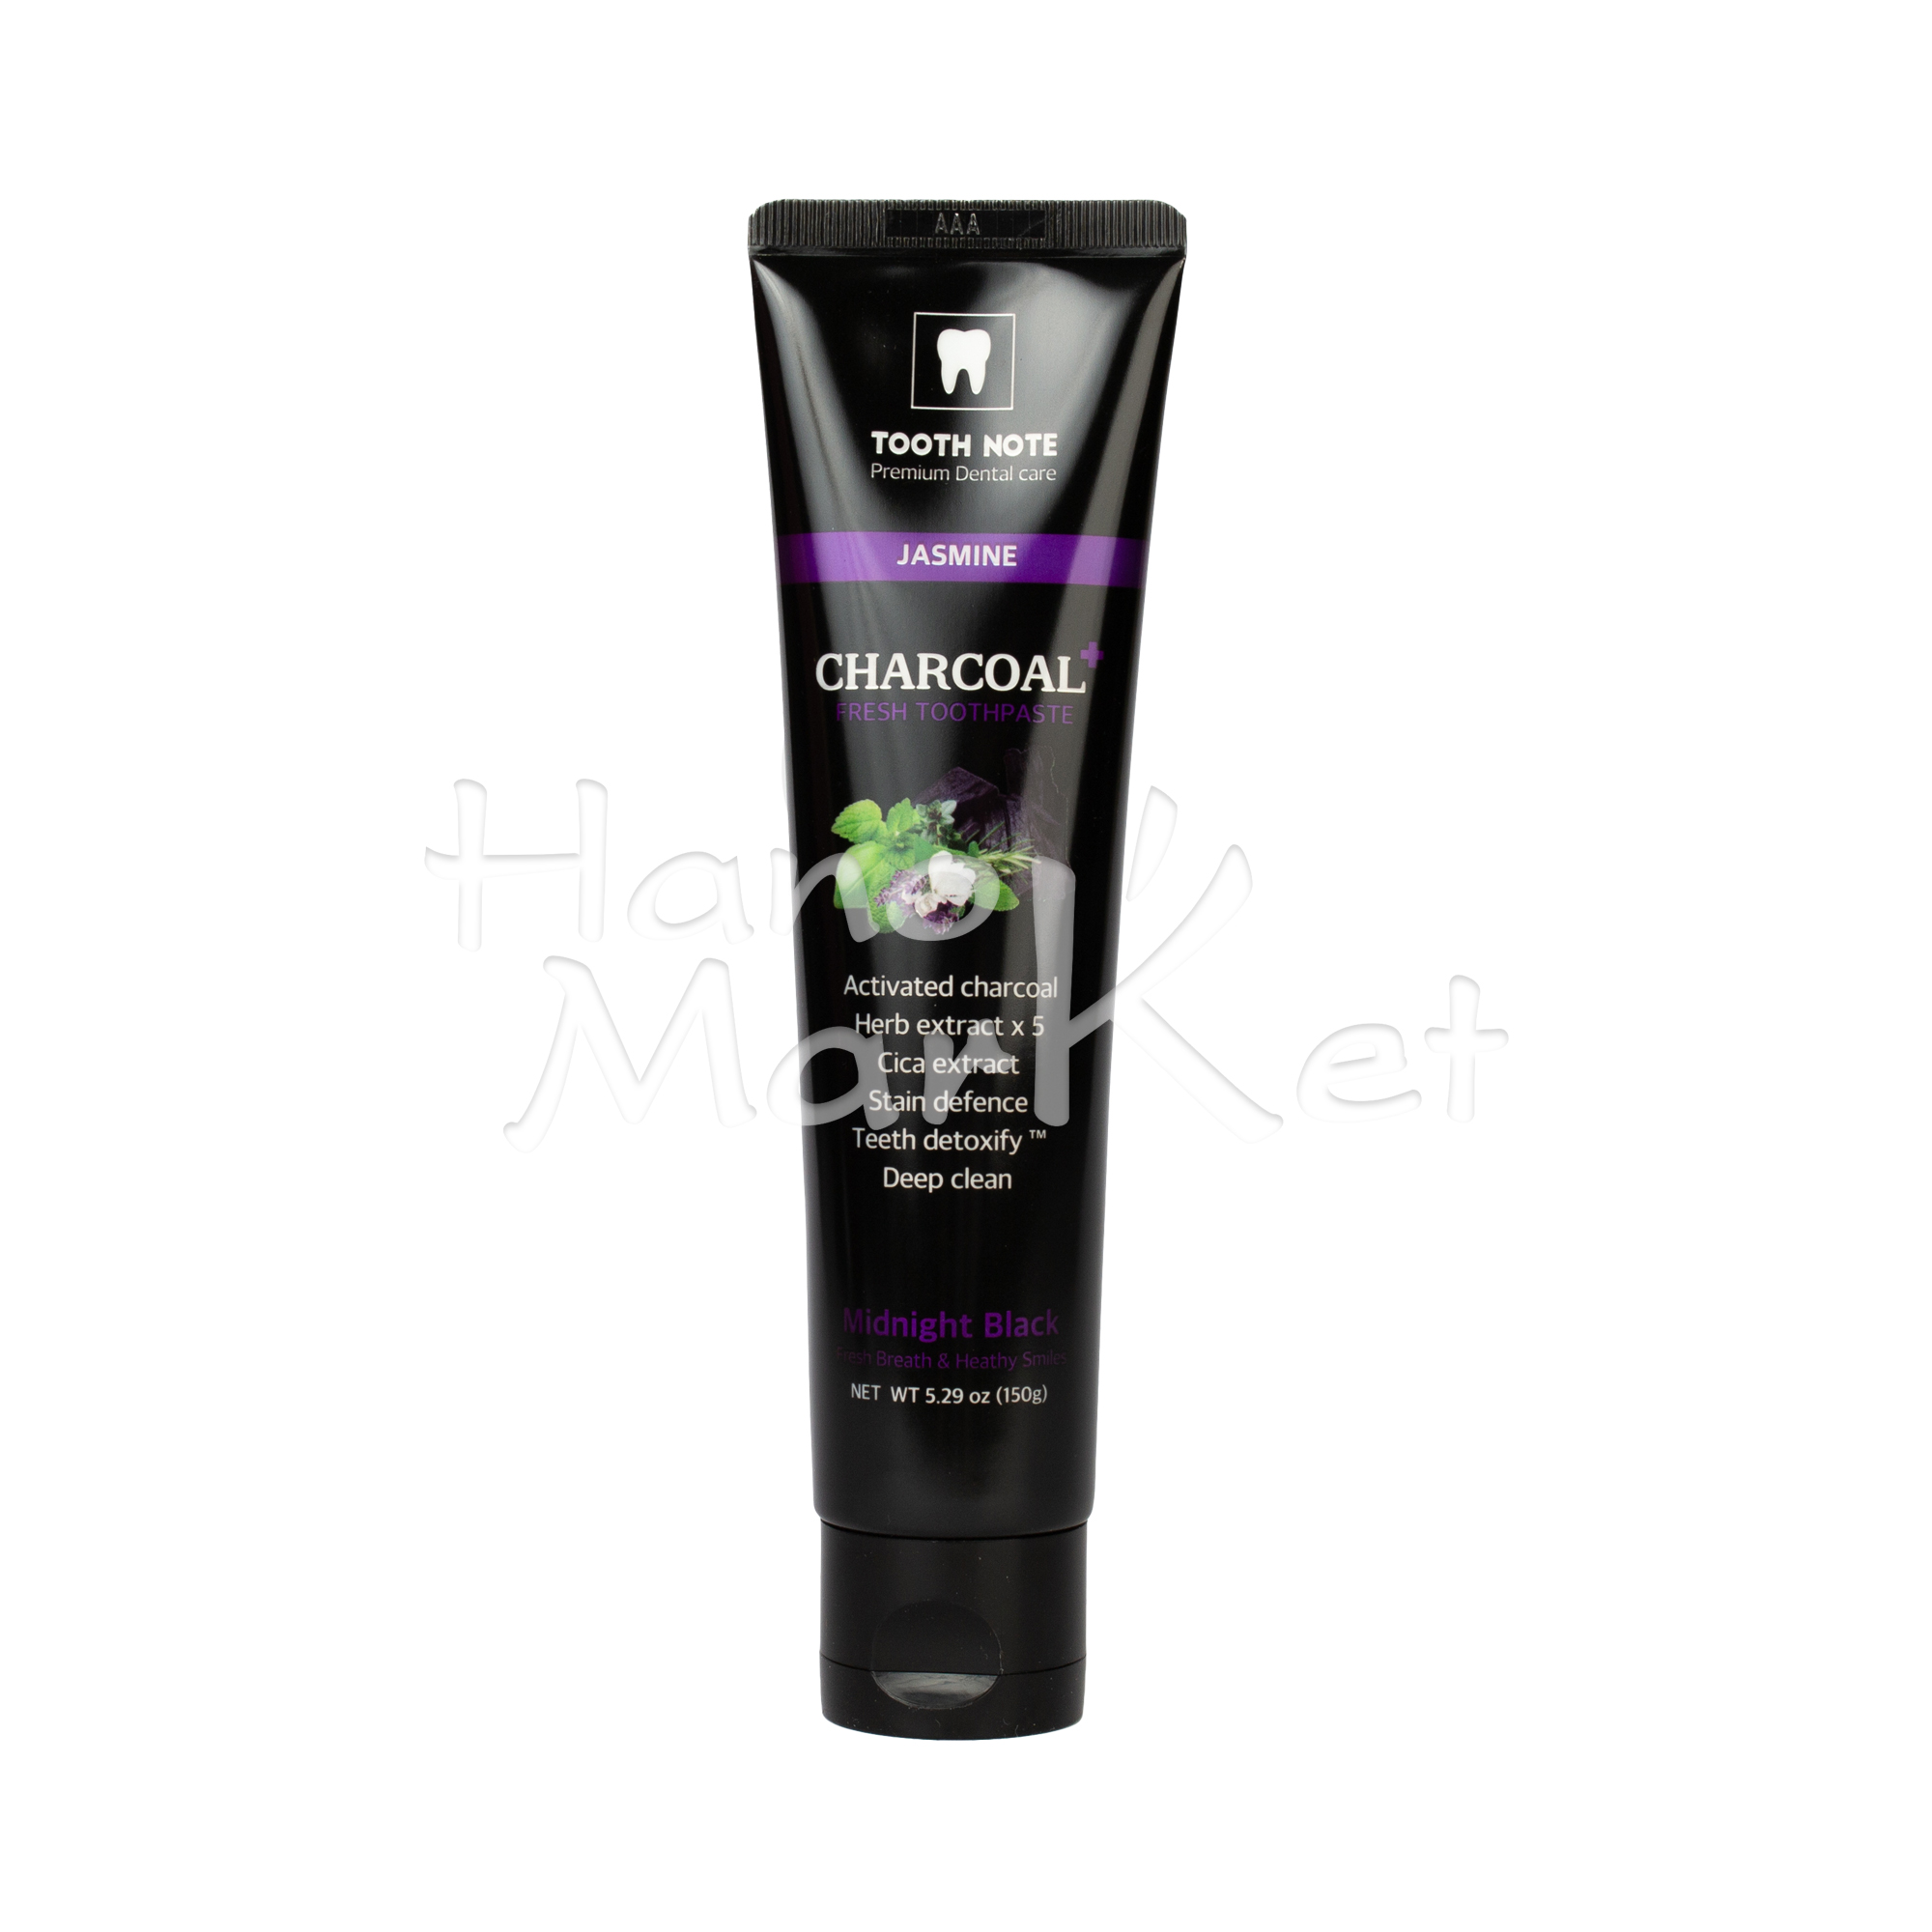 AAA
TOOTH NOTE
Premium Dental care
JASMINE
CHARCOAL+
FRESH TOOTHPASTE
Hanok
Market
Activated charcoal
Herb extract x 5
Cica extract
Stain defence
Teeth detoxify ™
Deep clean
Midnight Black
Fresh Breath & Heathy Smiles
NET WT 5.29 oz (150g)